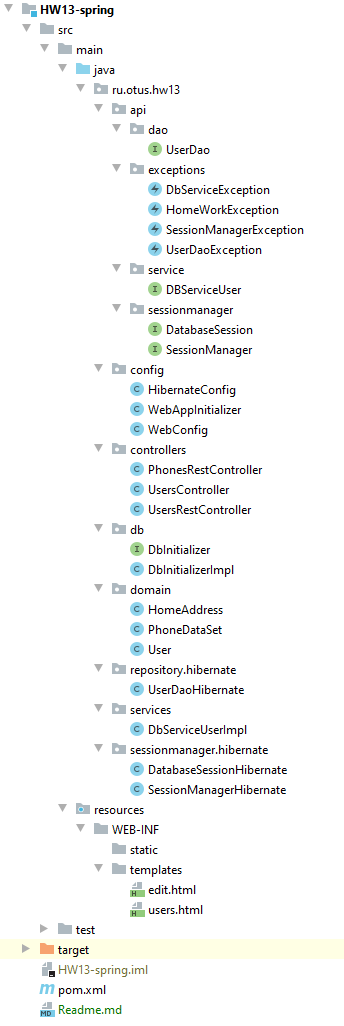 HW13-spring
src
main
java
ru.otus.hw13
api
dao
UserDao
exceptions
DbServiceException
HomeWorkException
SessionManagerException
UserDaoException
service
DBServiceUser
sessionmanager
DatabaseSession
SessionManager
config
HibernateConfig
WebAppInitializer
WebConfig
controllers
PhonesRestController
UsersController
UsersRestController
db
DbInitializer
DbInitializerImpl
domain
HomeAddress
PhoneDataSet
User
repository.hibernate
UserDaoHibernate
services
DbServiceUserImpl
sessionmanager.hibernate
DatabaseSessionHibernate
SessionManagerHibernate
resources
WEB-INF
static
templates
edit.html
users.html
test
target
HW13-spring.iml
pom.xml
Readme.md